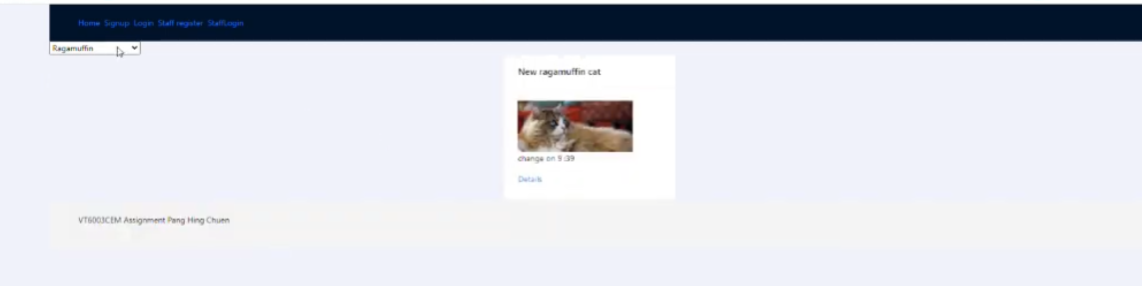 Home Signup Login Staff register StaffLogin
Ragamuffin
New ragamuffin cat
change on 9 :39
Details
VT6003CEM Assignment Pang Hing Chuen